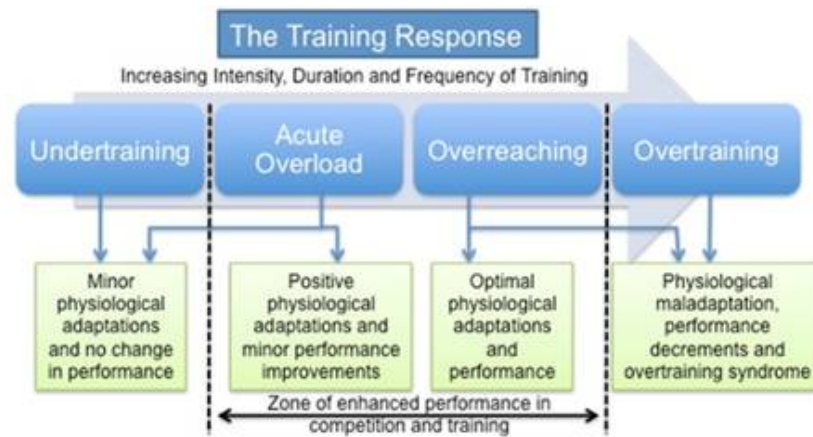 The Training Response
Increasing Intensity, Duration and Frequency of Training
Undertraining
Acute
Overload
Overreaching
Overtraining
Minor
physiological
adaptations
and no change
in performance
Positive
physiological
adaptations and
minor performance
improvements
Optimal
physiological
adaptations
and
performance
Physiological
maladaptation,
performance
decrements and
overtraining syndrome
Zone of enhanced performance in
competition and training